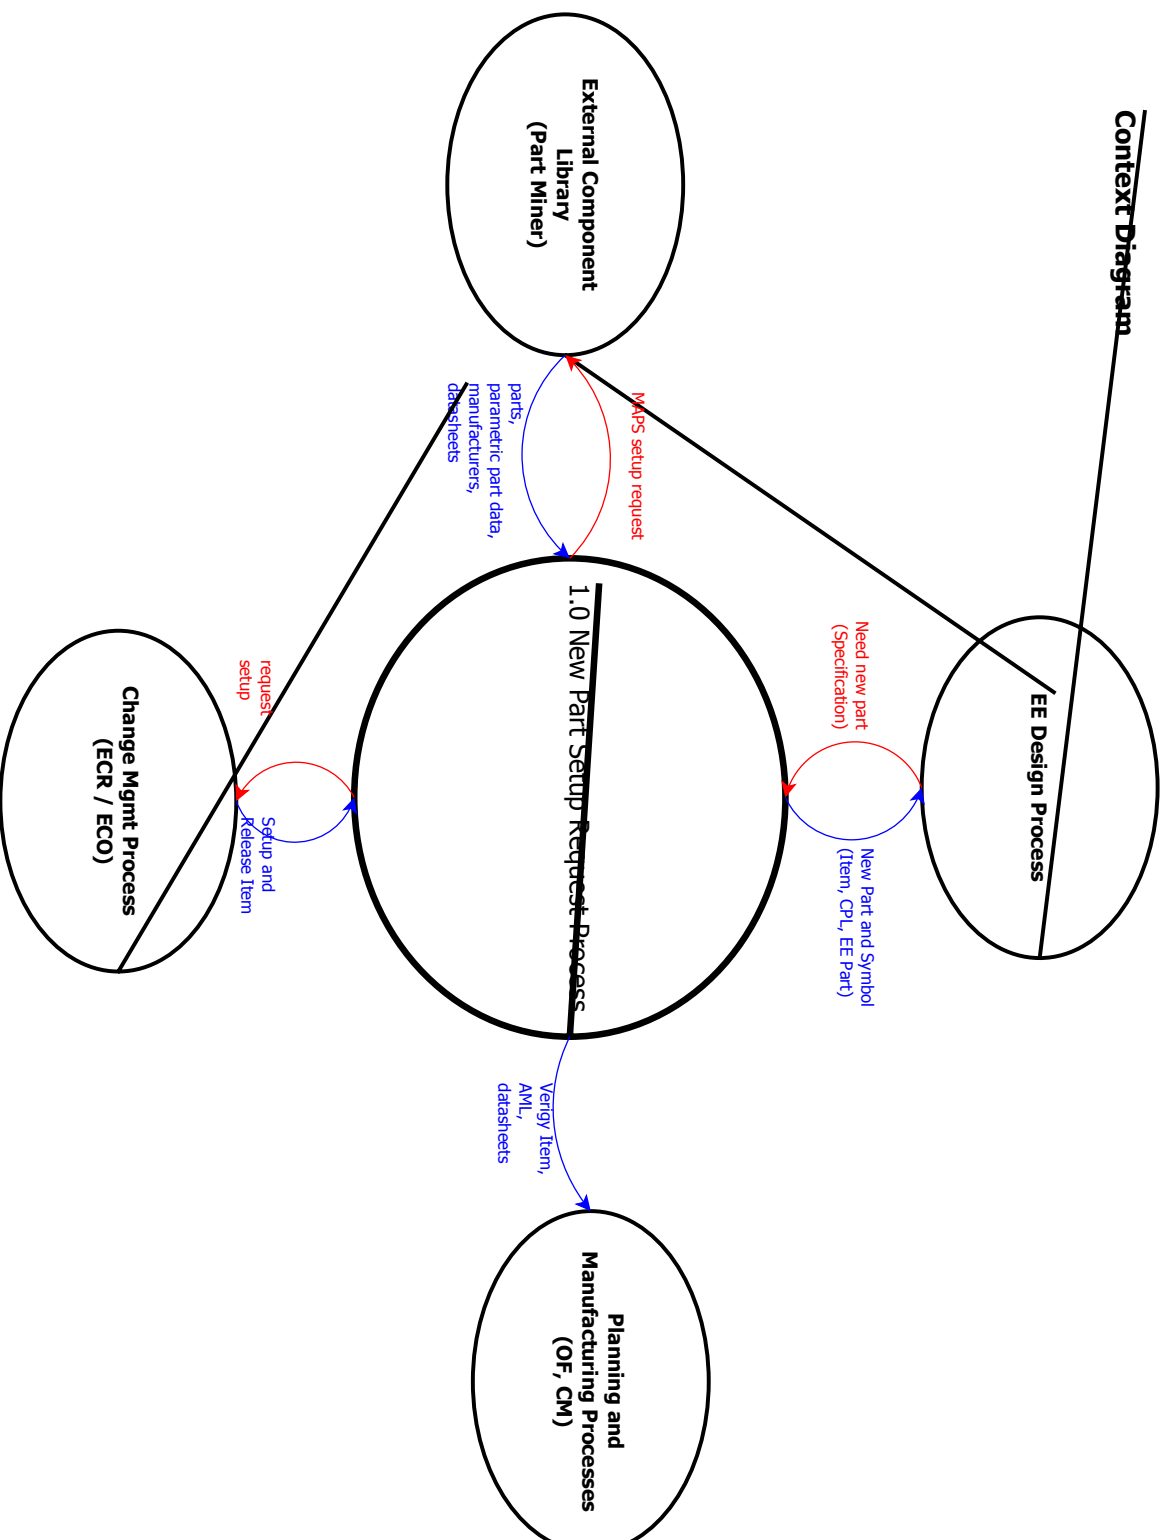 Context Diagram
EE Design Process
Need new part
(Specification)
New Part and Symbol
(Item, CPL, EE Part)
External Component
Library
(Part Miner)
MAPS setup request
parts,
parametric part data,
manufacturers,
datasheets
1.0 New Part Setup Request Process
Verigy Item,
AML,
datasheets
Planning and
Manufacturing Processes
(OF, CM)
request
setup
Setup and
Release Item
Change Mgmt Process
(ECR / ECO)